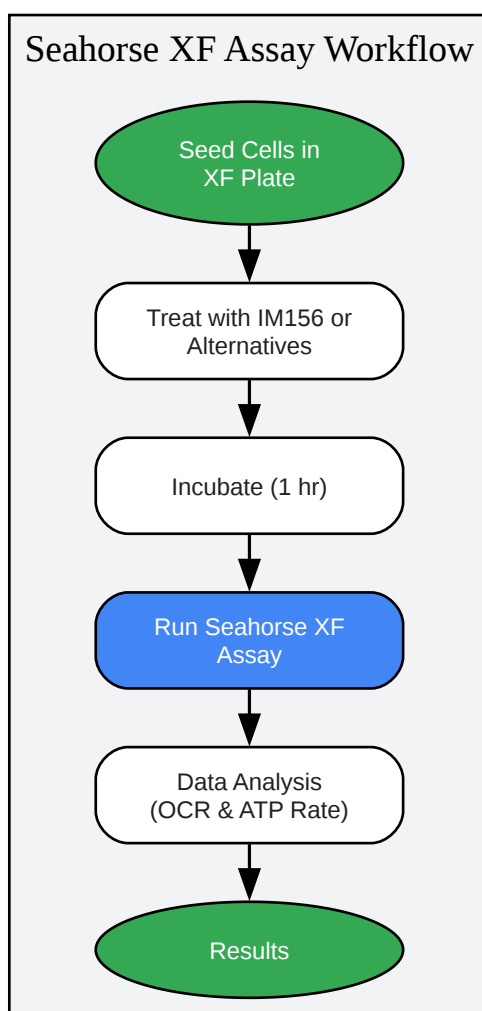 Seahorse XF Assay Workflow
Seed Cells in
XF Plate
Treat with IM156 or
Alternatives
Incubate (1 hr)
Run Seahorse XF
Assay
Data Analysis
(OCR & ATP Rate)
Results